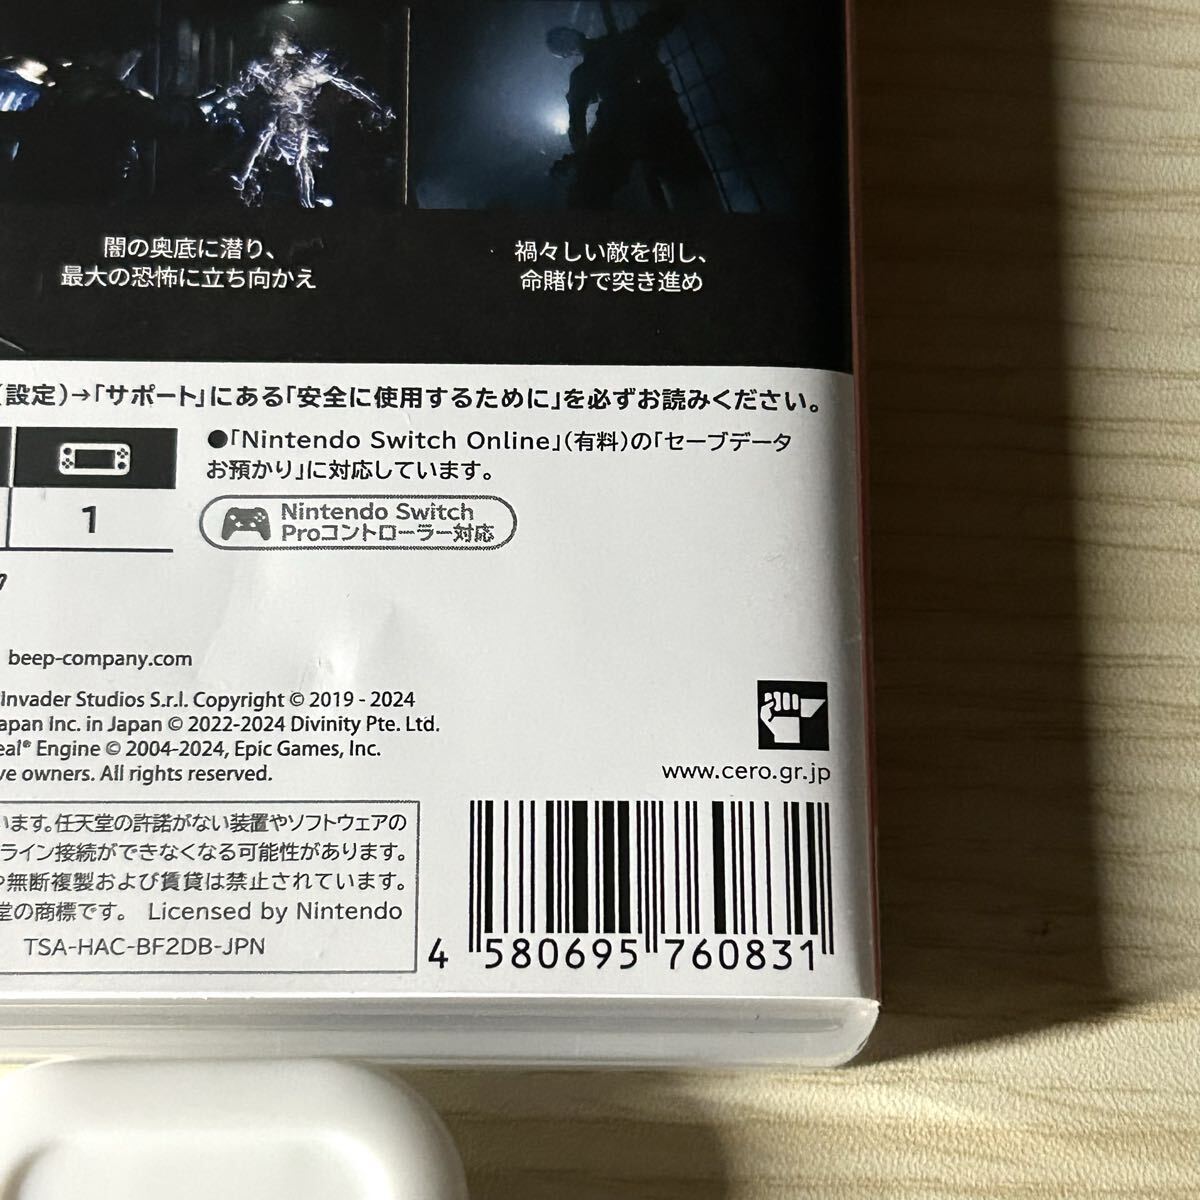 闇の奥底に潜り、
最大の恐怖に立ち向かえ
禍々しい敵を倒し、
命賭けで突き進め
(設定)→「サポート」にある「安全に使用するために」を必ずお読みください。
1
●「Nintendo Switch Online」(有料)の「セーブデータ
お預かり」に対応しています。
Nintendo Switch
Proコントローラー対応
beep-company.com
Invader Studios S.r.l. Copyright © 2019 - 2024
apan Inc. in Japan © 2022-2024 Divinity Pte. Ltd.
eal® Engine © 2004-2024, Epic Games, Inc.
ve owners. All rights reserved.
www.cero.gr.jp
います。任天堂の許諾がない装置やソフトウェアの
ライン接続ができなくなる可能性があります。
や無断複製および賃貸は禁止されています。
堂の商標です。 Licensed by Nintendo
TSA-HAC-BF2DB-JPN
4 580695 760831